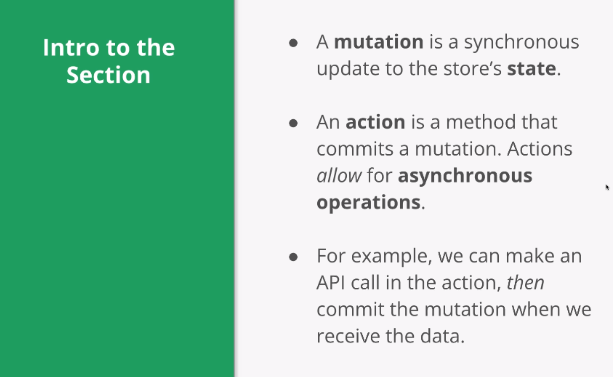 Intro to the
Section
● A mutation is a synchronous
update to the store’s state.
● An action is a method that
commits a mutation. Actions
allow for asynchronous
operations.
● For example, we can make an
API call in the action, then
commit the mutation when we
receive the data.